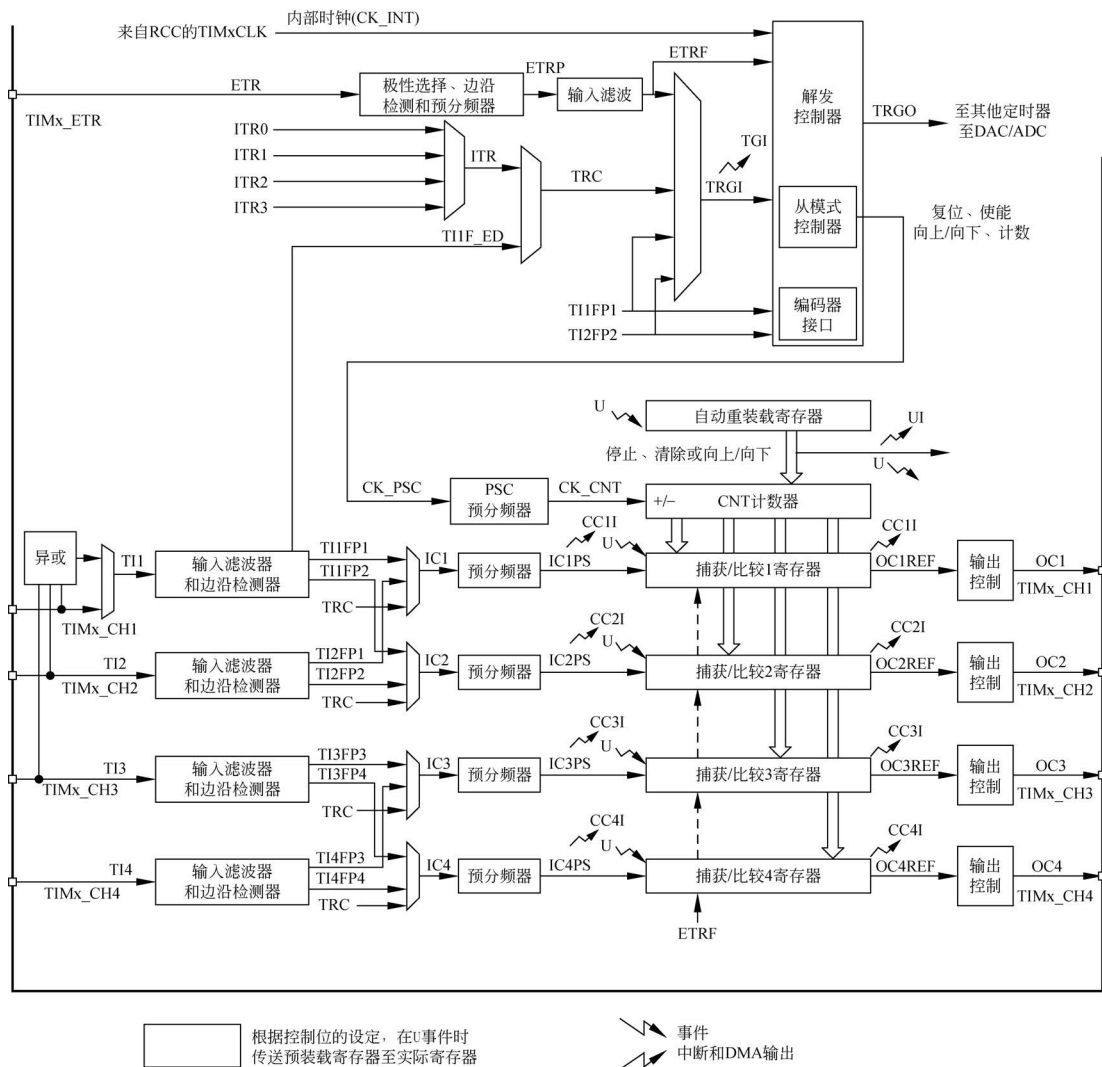 内部时钟(CK_INT)
来自RCC的TIMxCLK
ETRF
ETR
ETRP
极性选择、边沿
检测和预分频器
输入滤波
TIMx_ETR
解发
控制器
TRGO
至其他定时器
至DAC/ADC
ITR0
ITR1
ITR2
ITR3
ITR
TRC
TGI
TRGI
从模式
控制器
复位、使能
向上/向下、计数
TI1F_ED
TI1FP1
TI2FP2
编码器
接口
U
自动重装载寄存器
UI
停止、清除或向上/向下
U
CK_PSC
PSC
预分频器
CK_CNT
+/−
CNT计数器
异或
TI1
TIMx_CH1
输入滤波器
和边沿检测器
TI1FP1
TI1FP2
TRC
IC1
预分频器
IC1PS
CC1I
U
捕获/比较1寄存器
CC1I
OC1REF
输出
控制
OC1
TIMx_CH1
TI2
TIMx_CH2
输入滤波器
和边沿检测器
TI2FP1
TI2FP2
TRC
IC2
预分频器
IC2PS
CC2I
U
捕获/比较2寄存器
CC2I
OC2REF
输出
控制
OC2
TIMx_CH2
TI3
TIMx_CH3
输入滤波器
和边沿检测器
TI3FP3
TI3FP4
TRC
IC3
预分频器
IC3PS
CC3I
U
捕获/比较3寄存器
CC3I
OC3REF
输出
控制
OC3
TIMx_CH3
TI4
TIMx_CH4
输入滤波器
和边沿检测器
TI4FP3
TI4FP4
TRC
IC4
预分频器
IC4PS
CC4I
U
捕获/比较4寄存器
CC4I
OC4REF
输出
控制
OC4
TIMx_CH4
ETRF
根据控制位的设定，在U事件时
传送预装载寄存器至实际寄存器
事件
中断和DMA输出